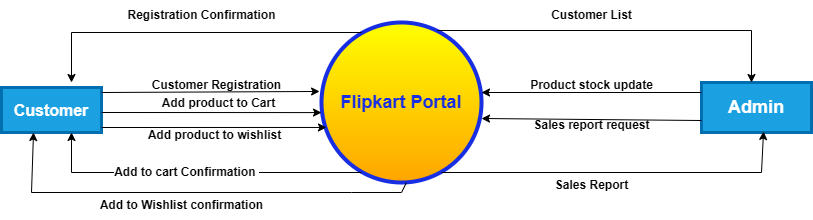 Registration Confirmation
Customer List
Customer Registration
Product stock update
Add product to Cart
Customer
Flipkart Portal
Admin
Sales report request
Add product to wishlist
Add to cart Confirmation
Sales Report
Add to Wishlist confirmation